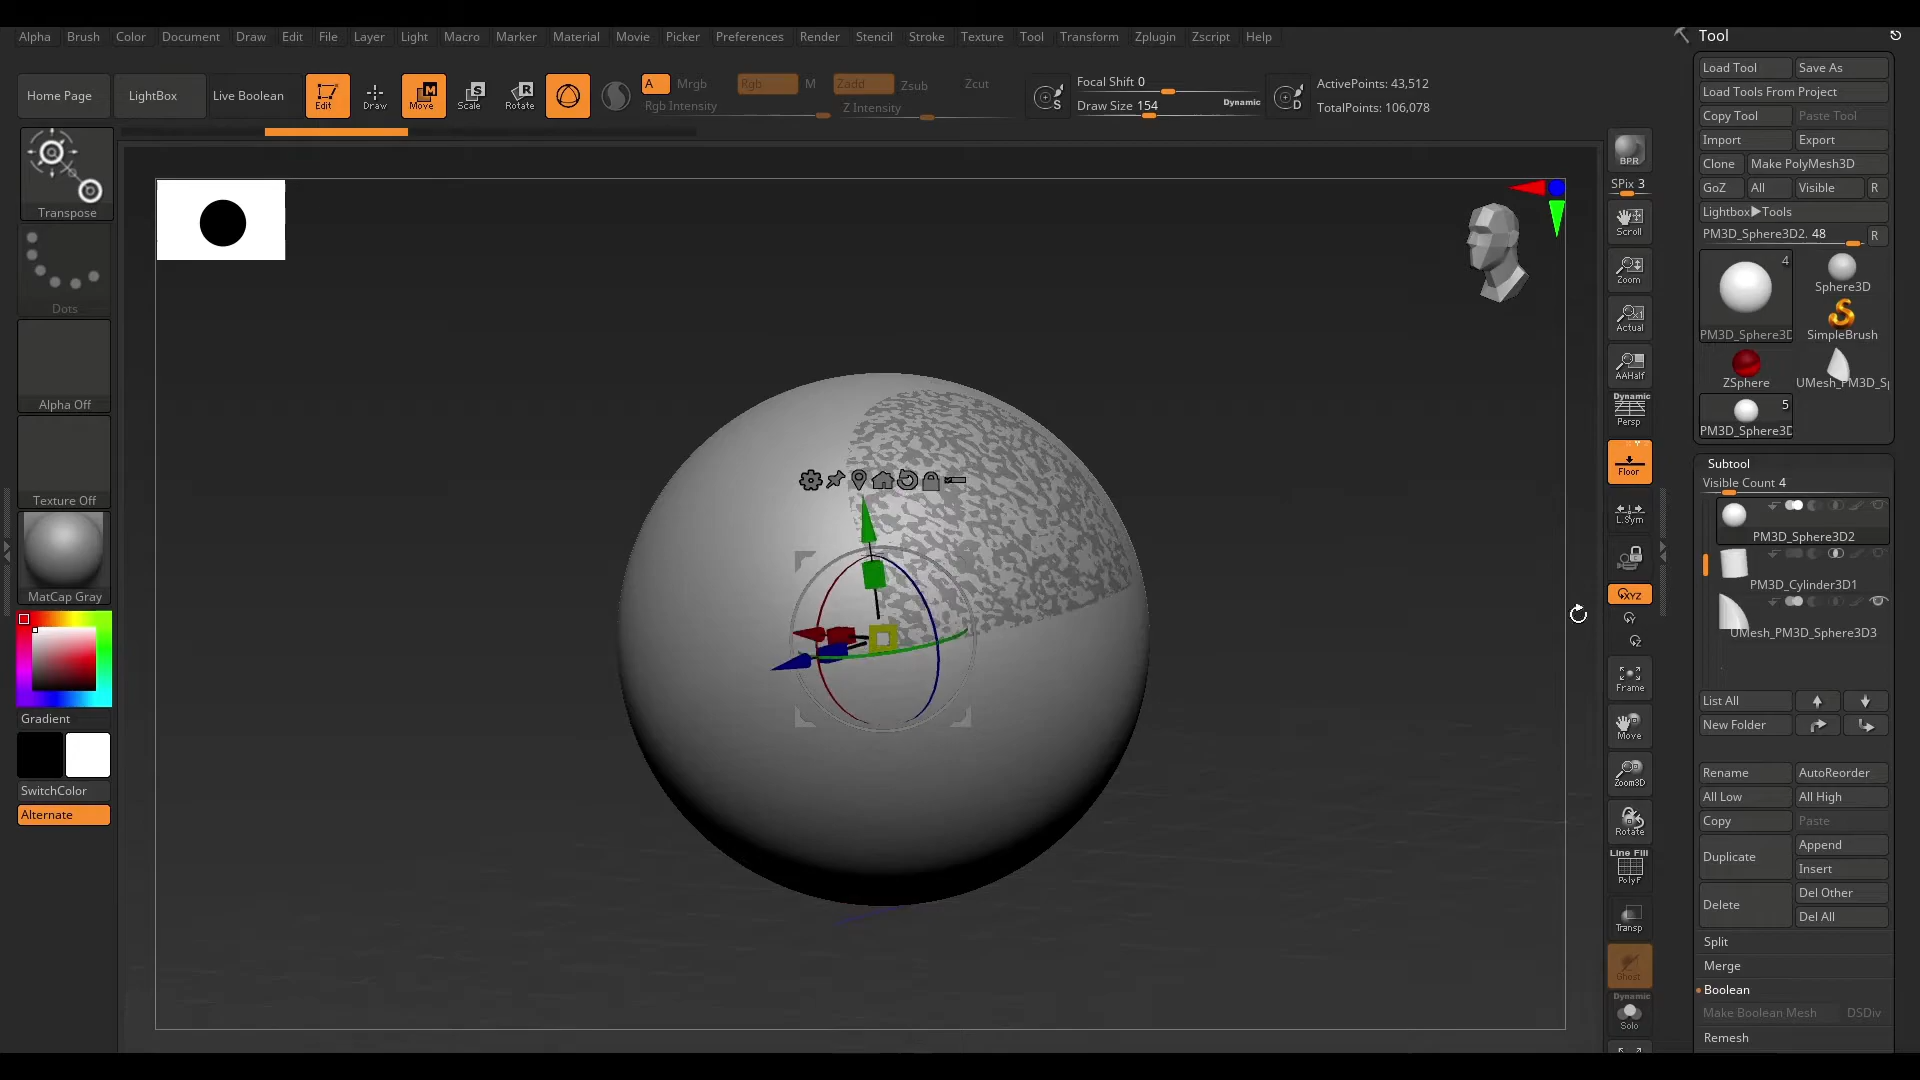 Alpha Brush Color Document Draw Edit File Layer Light Macro Marker Material Movie Picker Preferences Render Stencil Stroke Texture Tool Transform Zplugin Zscript Help
Home Page
LightBox
Live Boolean
Edit
Draw
Move
Scale
Rotate
A
Mrgb
Rgb
M
Rgb Intensity
Zadd
Zsub
Zcut
Z Intensity
S
Focal Shift 0
Draw Size 154
Dynamic
D
ActivePoints: 43,512
TotalPoints: 106,078
Transpose
Dots
Alpha Off
Texture Off
MatCap Gray
Gradient
SwitchColor
Alternate
BPR
SPix 3
Scroll
Zoom
Actual
AAHalf
Dynamic
Persp
Floor
L.Sym
XYZ
Frame
Move
Zoom3D
Rotate
Line Fill
PolyF
Transp
Ghost
Dynamic
Solo
Tool
Load Tool
Save As
Load Tools From Project
Copy Tool
Paste Tool
Import
Export
Clone
Make PolyMesh3D
GoZ
All
Visible
R
Lightbox▶Tools
PM3D_Sphere3D2. 48
R
4
Sphere3D
PM3D_Sphere3D
SimpleBrush
ZSphere
UMesh_PM3D_S
5
PM3D_Sphere3D
Subtool
Visible Count 4
PM3D_Sphere3D2
PM3D_Cylinder3D1
UMesh_PM3D_Sphere3D3
List All
New Folder
Rename
AutoReorder
All Low
All High
Copy
Paste
Duplicate
Append
Insert
Delete
Del Other
Del All
Split
Merge
Boolean
Make Boolean Mesh
DSDiv
Remesh